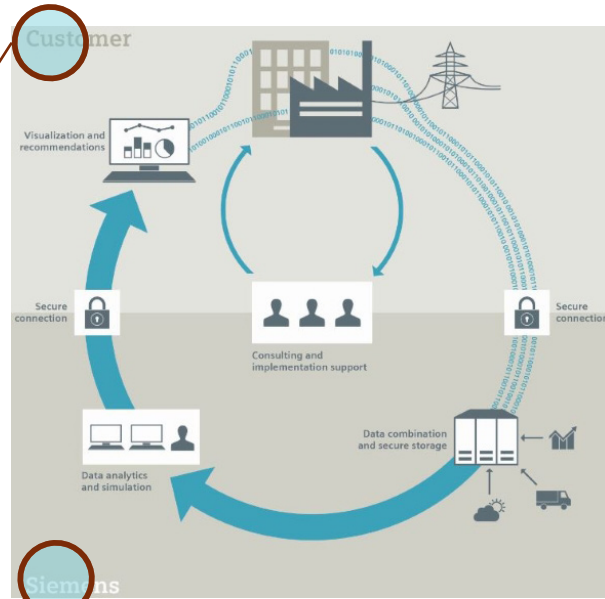 Customer
Visualization and
recommendations
Secure
connection
Secure
connection
Consulting and
implementation support
Data combination
and secure storage
Data analytics
and simulation
Siemens